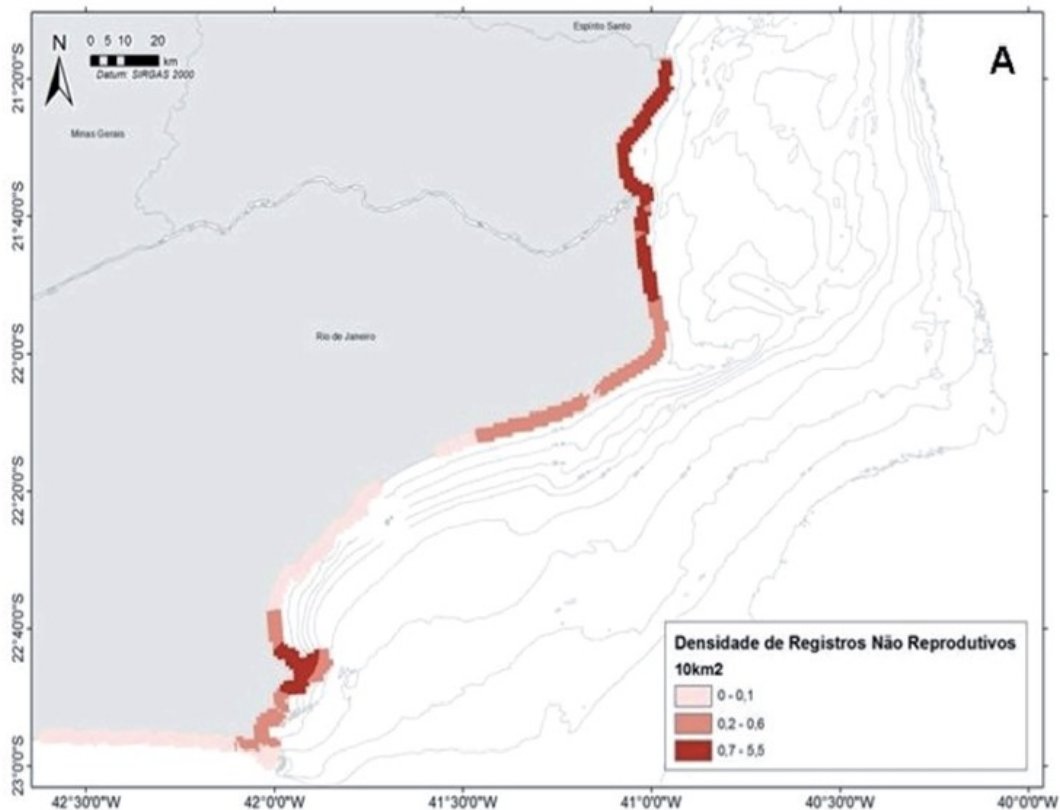 Espírito Santo
A
N
0 5 10 20
km
Datum: SIRGAS 2000
Minas Gerais
Rio de Janeiro
21°20'0"S
21°40'0"S
22°0'0"S
22°20'0"S
22°40'0"S
23°0'0"S
Densidade de Registros Não Reprodutivos
10km2
0 - 0,1
0,2 - 0,6
0,7 - 5,5
42°30'0"W 42°0'0"W 41°30'0"W 41°0'0"W 40°30'0"W 40°0'0"W